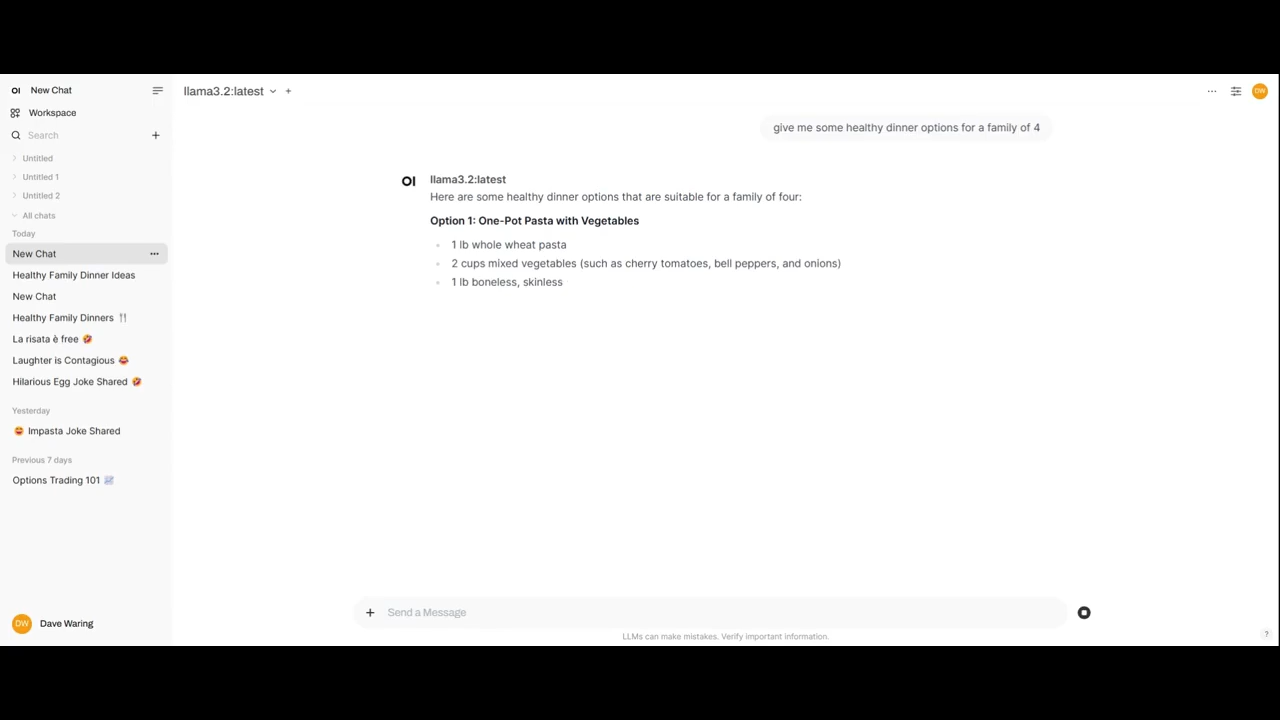 OI New Chat
Workspace
Search
Untitled
Untitled 1
Untitled 2
All chats
Today
New Chat
Healthy Family Dinner Ideas
New Chat
Healthy Family Dinners 🍴
La risata è free 🤣
Laughter is Contagious 😂
Hilarious Egg Joke Shared 🤣
Yesterday
😄 Impasta Joke Shared
Previous 7 days
Options Trading 101 📈
DW Dave Waring
llama3.2:latest
DW
give me some healthy dinner options for a family of 4
OI llama3.2:latest
Here are some healthy dinner options that are suitable for a family of four:
Option 1: One-Pot Pasta with Vegetables
1 lb whole wheat pasta
2 cups mixed vegetables (such as cherry tomatoes, bell peppers, and onions)
1 lb boneless, skinless
Send a Message
LLMs can make mistakes. Verify important information.
?